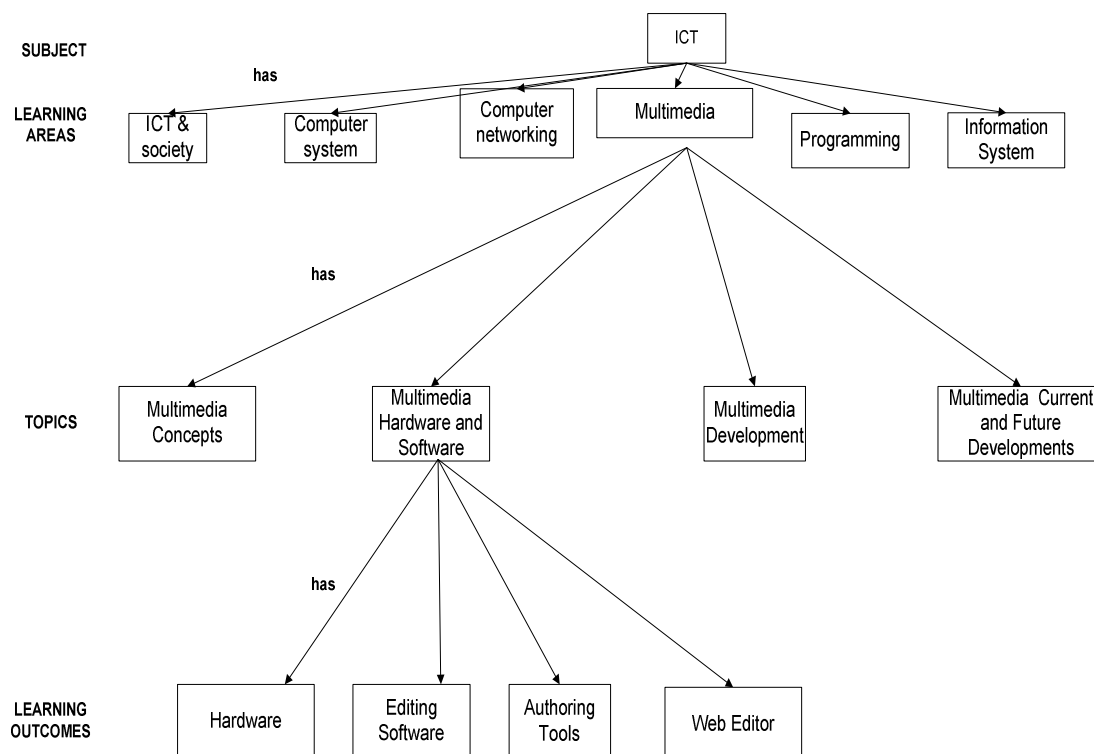 SUBJECT
ICT
has
LEARNING
AREAS
ICT &
society
Computer
system
Computer
networking
Multimedia
Programming
Information
System
has
TOPICS
Multimedia
Concepts
Multimedia
Hardware and
Software
Multimedia
Development
Multimedia Current
and Future
Developments
has
LEARNING
OUTCOMES
Hardware
Editing
Software
Authoring
Tools
Web Editor